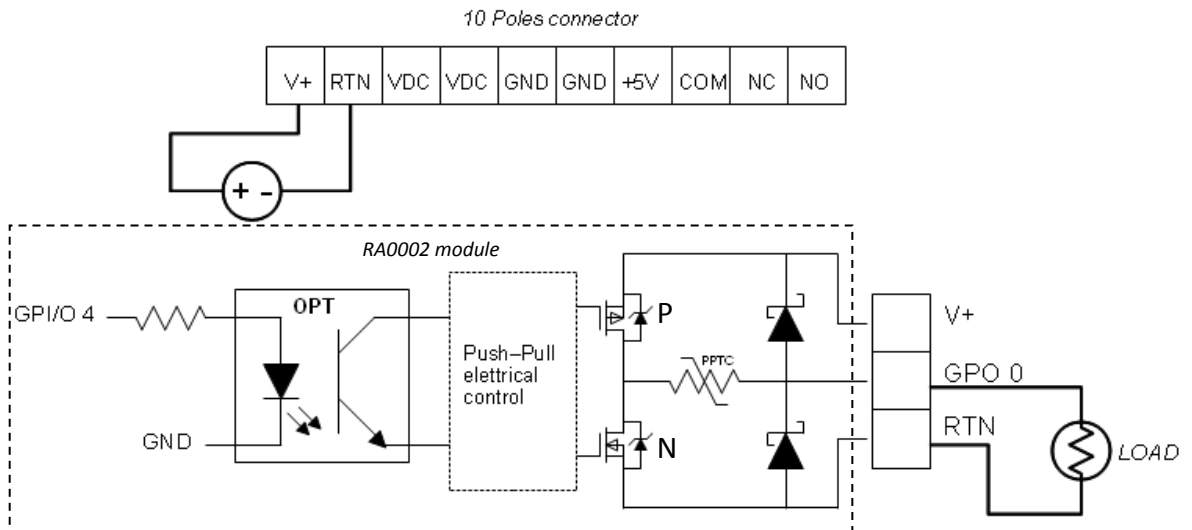 10 Poles connector
V+ RTN VDC VDC GND GND +5V COM NC NO
+ -
RA0002 module
GPI/O 4
OPT
P
V+
PPTC
Push-Pull
elettrical
control
GPO 0
GND
N
RTN
LOAD